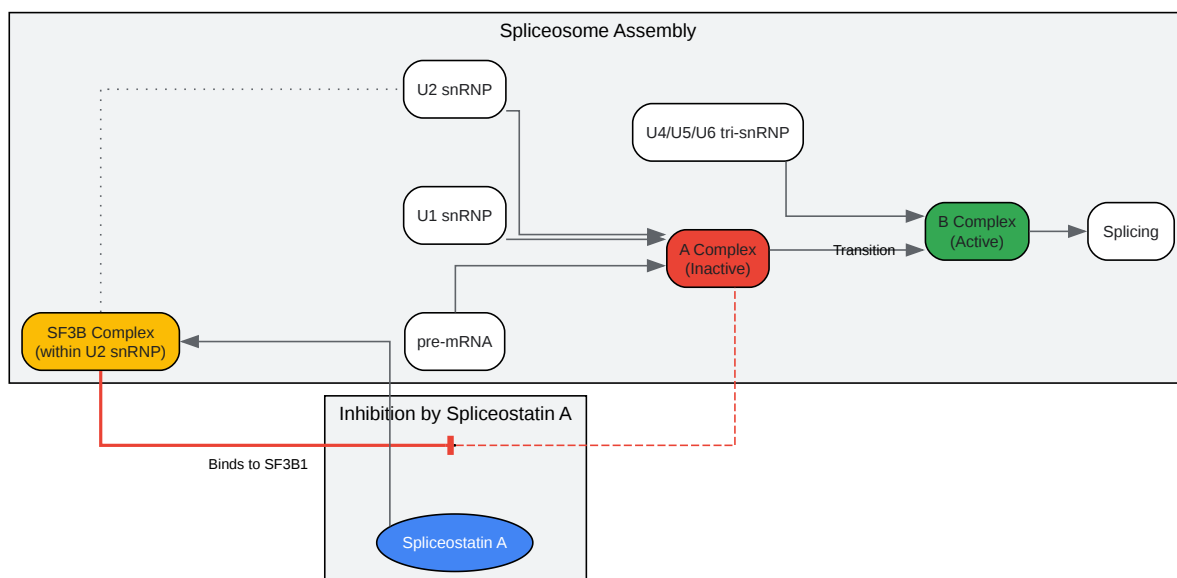 Spliceosome Assembly
U2 snRNP
U4/U5/U6 tri-snRNP
U1 snRNP
B Complex
(Active)
Splicing
A Complex
(Inactive)
Transition
SF3B Complex
(within U2 snRNP)
pre-mRNA
Inhibition by Spliceostatin A
Binds to SF3B1
Spliceostatin A